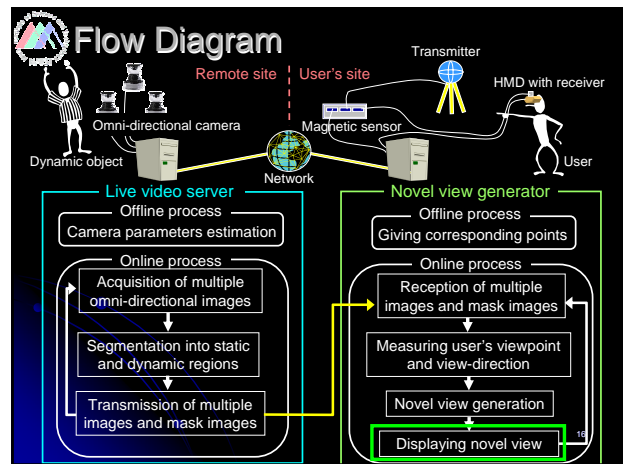 Flow Diagram
NAIST
Remote site
User's site
Transmitter
HMD with receiver
Omni-directional camera
Magnetic sensor
Dynamic object
Network
User
Live video server
Offline process
Camera parameters estimation
Online process
Acquisition of multiple
omni-directional images
Segmentation into static
and dynamic regions
Transmission of multiple
images and mask images
Novel view generator
Offline process
Giving corresponding points
Online process
Reception of multiple
images and mask images
Measuring user's viewpoint
and view-direction
Novel view generation
Displaying novel view
16